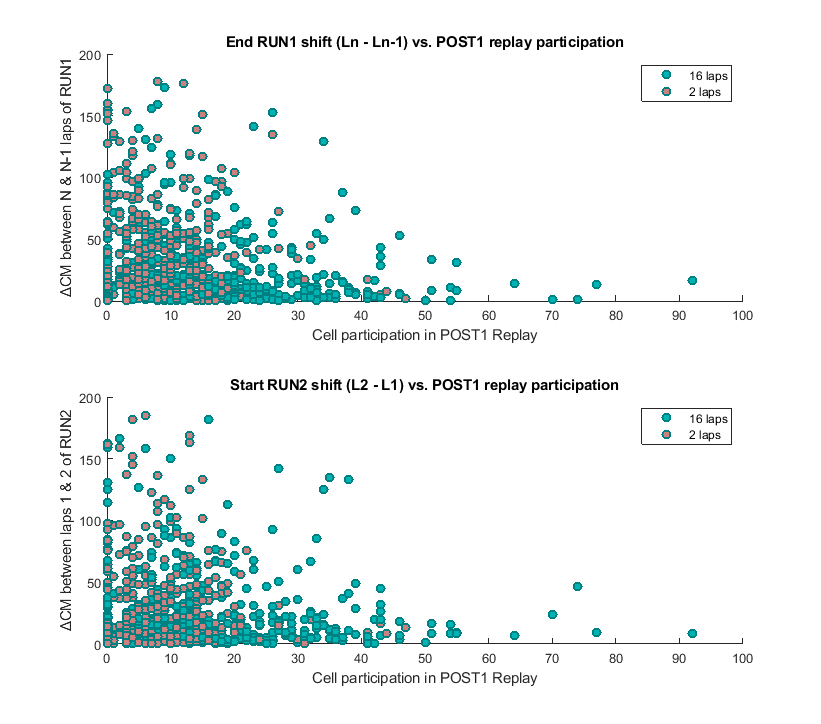 End RUN1 shift (Ln - Ln-1) vs. POST1 replay participation
ΔCM between N & N-1 laps of RUN1
200
150
100
50
0
16 laps
2 laps
0 10 20 30 40 50 60 70 80 90 100
Cell participation in POST1 Replay
Start RUN2 shift (L2 - L1) vs. POST1 replay participation
ΔCM between laps 1 & 2 of RUN2
200
150
100
50
0
16 laps
2 laps
0 10 20 30 40 50 60 70 80 90 100
Cell participation in POST1 Replay